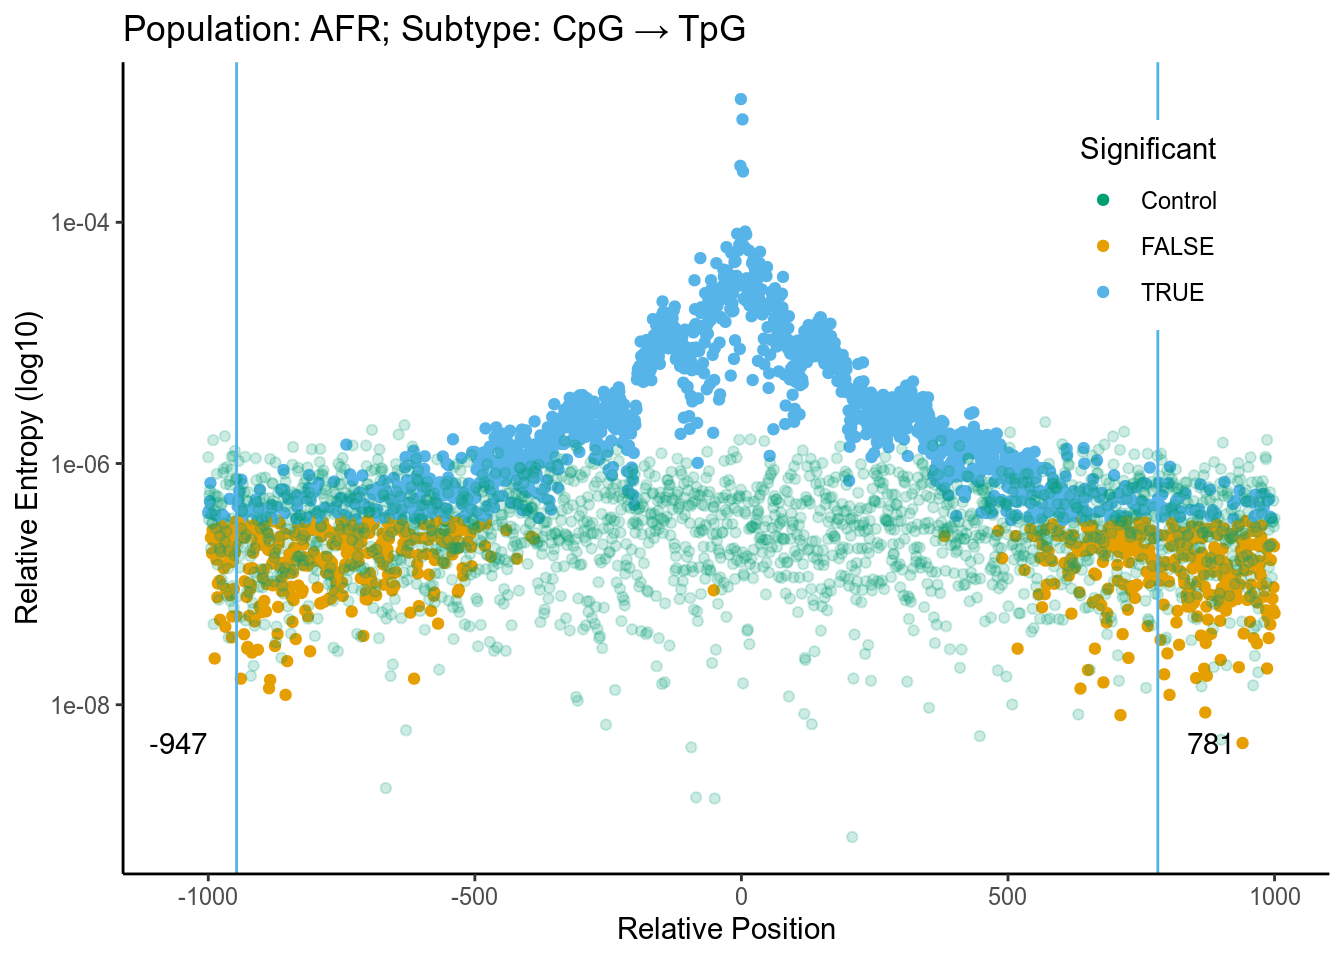 Population: AFR; Subtype: CpG → TpG
Significant
Control
FALSE
TRUE
Relative Entropy (log10)
1e-04
1e-06
1e-08
-947
781
-1000
-500
0
500
1000
Relative Position